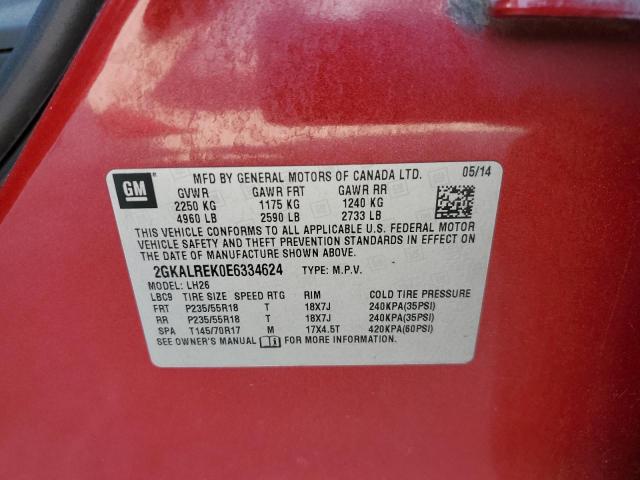 MFD BY GENERAL MOTORS OF CANADA LTD. 05/14
GM
GVWR GAWR FRT GAWR RR
2250 KG 1175 KG 1240 KG
4960 LB 2590 LB 2733 LB
THIS VEHICLE CONFORMS TO ALL APPLICABLE U.S. FEDERAL MOTOR
VEHICLE SAFETY AND THEFT PREVENTION STANDARDS IN EFFECT ON
THE DATE OF MANUFACTURE SHOWN ABOVE.
2GKALREK0E6334624 TYPE: M.P.V.
MODEL: LH26
LBC9 TIRE SIZE SPEED RTG RIM COLD TIRE PRESSURE
FRT P235/55R18 T 18X7J 240KPA(35PSI)
RR P235/55R18 T 18X7J 240KPA(35PSI)
SPA T145/70R17 M 17X4.5T 420KPA(60PSI)
SEE OWNER'S MANUAL FOR MORE INFORMATION.